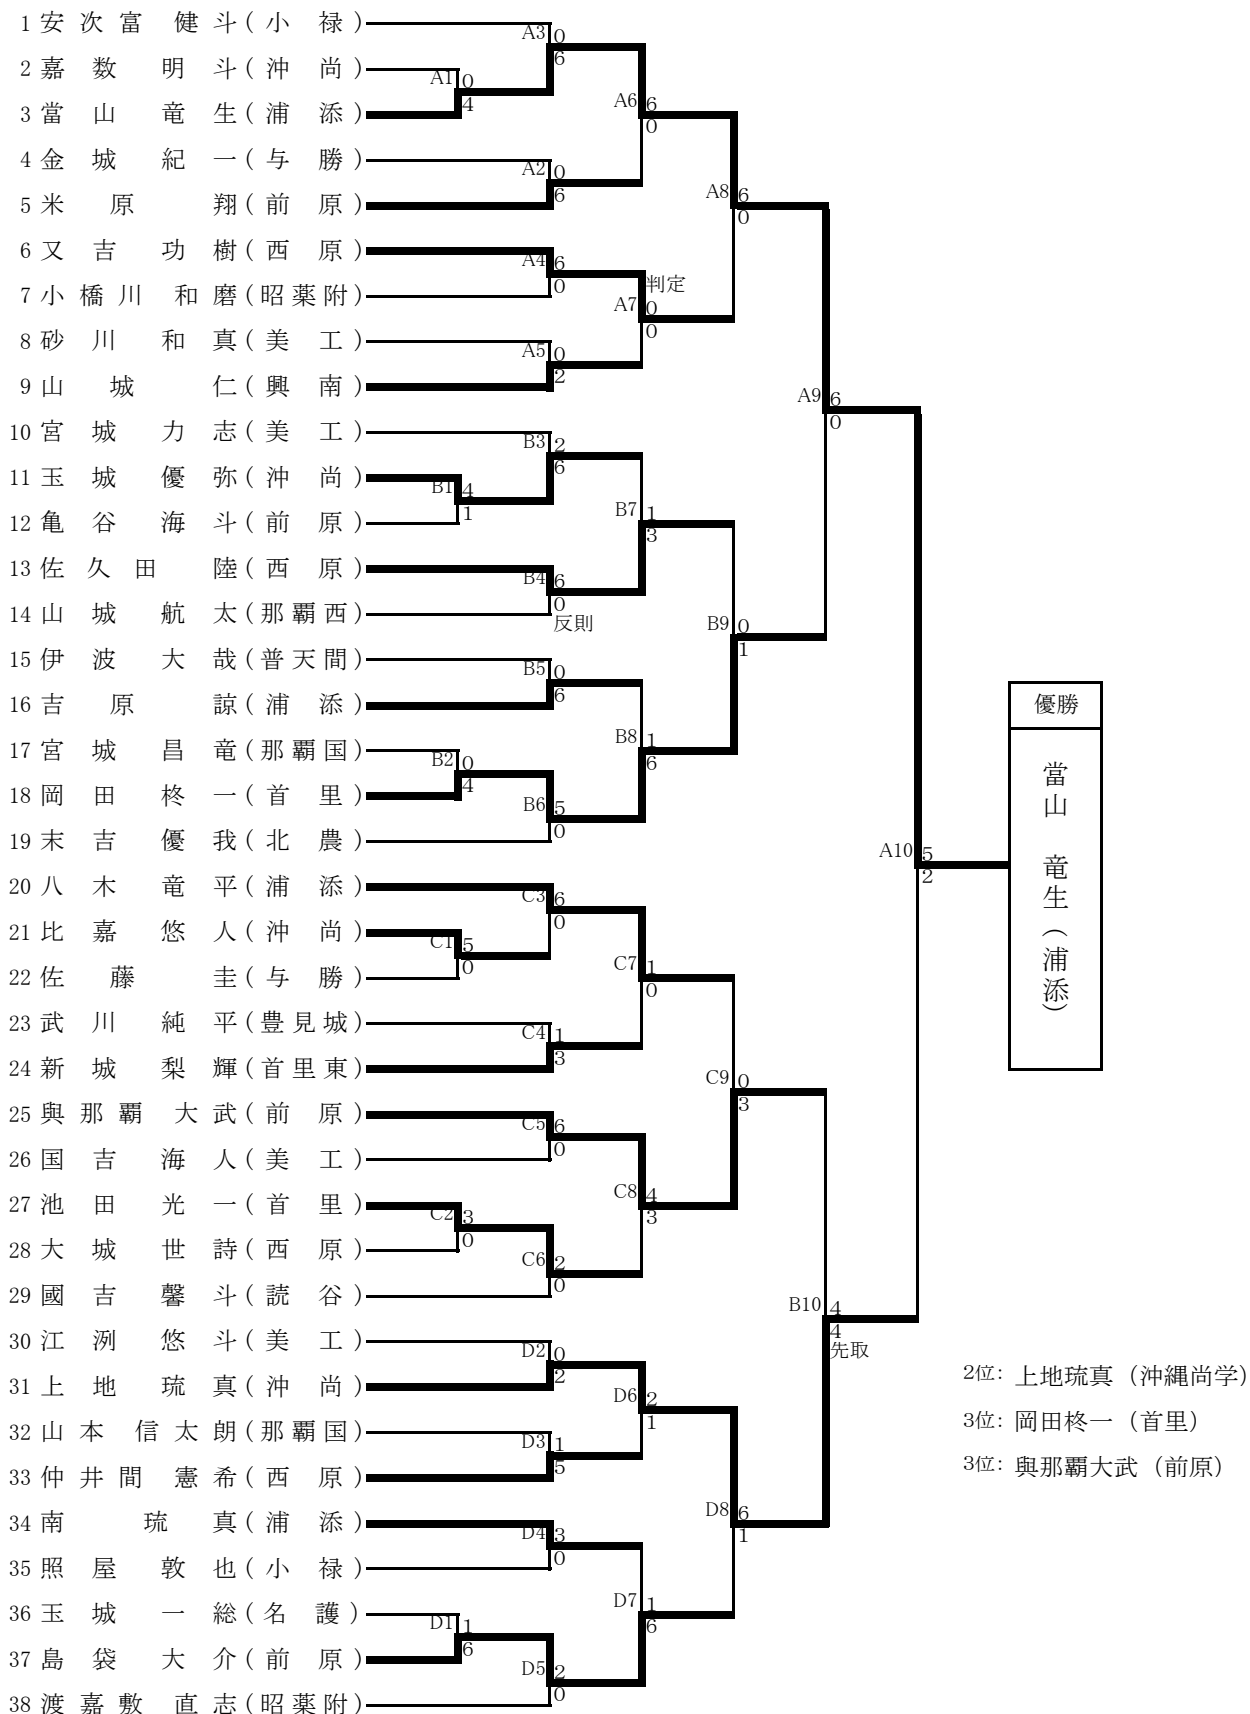 1 安次富 健斗(小 禄)
A3 0
6
2 嘉数 明斗(沖 尚)
A1 0
4
3 當山 竜生(浦 添)
A6 6
0
4 金城 紀一(与 勝)
A2 0
6
5 米原 翔(前 原)
A8 6
0
6 又吉 功樹(西 原)
A4 6
0
7 小橋川 和磨(昭薬附)
判定
A7 0
0
8 砂川 和真(美 工)
A5 0
2
9 山城 仁(興 南)
A9 6
0
10 宮城 力志(美 工)
B3 2
6
11 玉城 優弥(沖 尚)
B1 4
1
12 亀谷 海斗(前 原)
B7 1
3
13 佐久田 陸(西 原)
B4 6
0
14 山城 航太(那覇西)
反則
B9 0
1
15 伊波 大哉(普天間)
B5 0
6
16 吉原 諒(浦 添)
優勝
17 宮城 昌竜(那覇国)
B8 1
6
B2 0
4
18 岡田 柊一(首 里)
B6 5
0
19 末吉 優我(北 農)
當山 竜生(浦添)
A10 5
2
20 八木 竜平(浦 添)
C3 6
0
21 比嘉 悠人(沖 尚)
C1 5
0
22 佐藤 圭(与 勝)
C7 1
0
23 武川 純平(豊見城)
C4 1
3
24 新城 梨輝(首里東)
C9 0
3
25 與那覇 大武(前 原)
C5 6
0
26 国吉 海人(美 工)
C8 4
3
27 池田 光一(首 里)
C2 3
0
28 大城 世詩(西 原)
C6 2
0
29 國吉 馨斗(読 谷)
B10 4
4
先取
30 江洌 悠斗(美 工)
D2 0
2
31 上地 琉真(沖 尚)
D6 2
1
32 山本 信太朗(那覇国)
D3 1
5
33 仲井間 憲希(西 原)
2位: 上地琉真（沖縄尚学)
3位: 岡田柊一（首里）
3位: 與那覇大武（前原）
34 南 琉真(浦 添)
D8 6
1
D4 3
0
35 照屋 敦也(小 禄)
D7 1
6
36 玉城 一総(名 護)
D1 1
6
37 島袋 大介(前 原)
D5 2
0
38 渡嘉敷 直志(昭薬附)